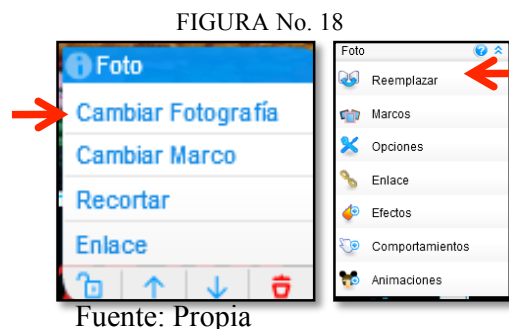 FIGURA No. 18
Foto
Cambiar Fotografía
Cambiar Marco
Recortar
Enlace
Foto
Reemplazar
Marcos
Opciones
Enlace
Efectos
Comportamientos
Animaciones
Fuente: Propia